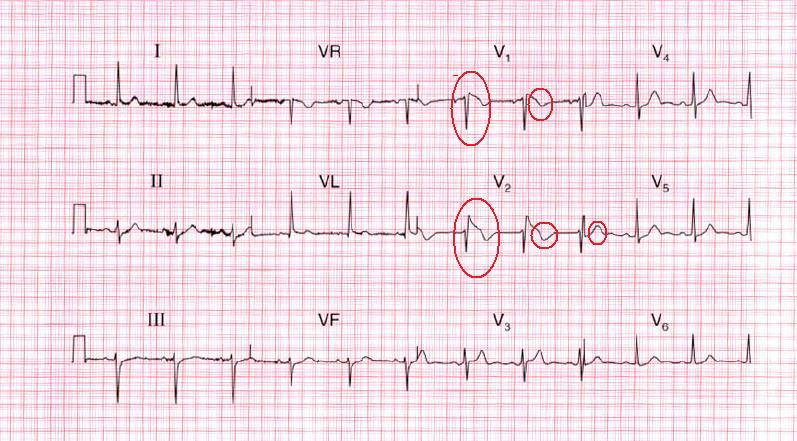 I VR V₁ V₄
II VL V₂ V₅
III VF V₃ V₆